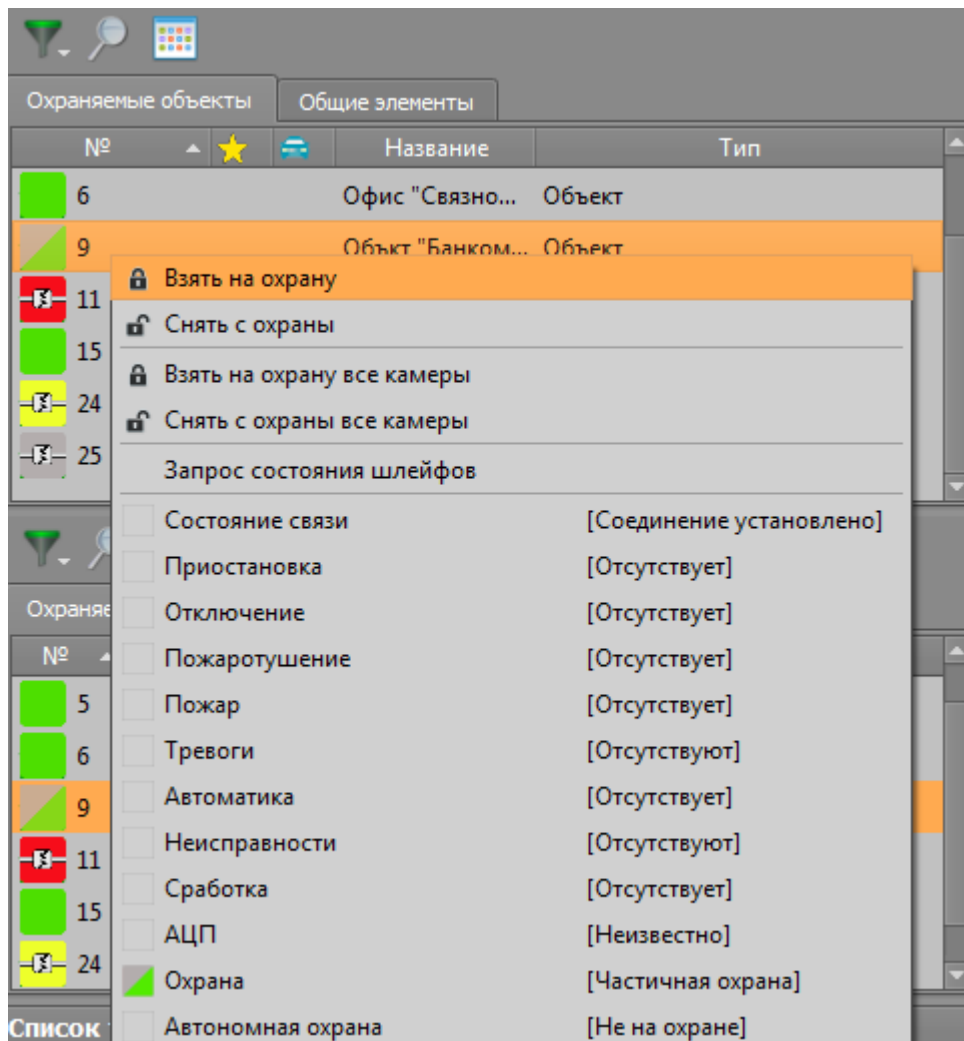 Охраняемые объекты Общие элементы
№ Название Тип
6 Офис "Связно... Объект
9 Объкт "Банком... Объект
Взять на охрану
11
Снять с охраны
15
Взять на охрану все камеры
24
Снять с охраны все камеры
25
Запрос состояния шлейфов
Состояние связи [Соединение установлено]
Приостановка [Отсутствует]
Охраняе Отключение [Отсутствует]
№ Пожаротушение [Отсутствует]
5 Пожар [Отсутствует]
6 Тревоги [Отсутствуют]
9 Автоматика [Отсутствует]
11 Неисправности [Отсутствуют]
Сработка [Отсутствует]
15
АЦП [Неизвестно]
24 Охрана [Частичная охрана]
Список Автономная охрана [Не на охране]